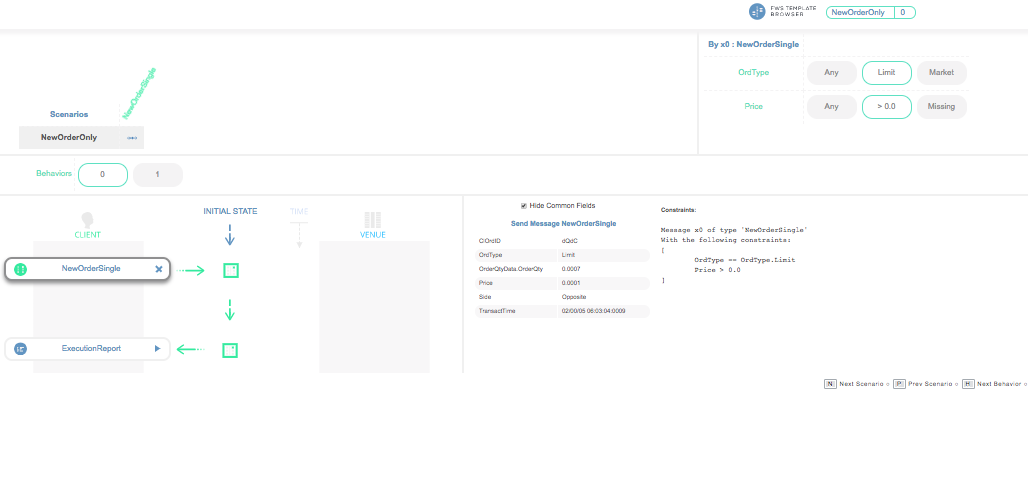 FWS TEMPLATE
BROWSER
NewOrderOnly 0
By x0 : NewOrderSingle
OrdType Any Limit Market
Price Any > 0.0 Missing
NewOrderSingle
Scenarios
NewOrderOnly
Behaviors 0 1
INITIAL STATE TIME
CLIENT VENUE
NewOrderSingle
ExecutionReport
Hide Common Fields
Send Message NewOrderSingle
ClOrdID dQdC
OrdType Limit
OrderQtyData.OrderQty 0.0007
Price 0.0001
Side Opposite
TransactTime 02/00/05 06:03:04:0009
Constraints:
Message x0 of type 'NewOrderSingle'
With the following constraints:
[
OrdType == OrdType.Limit
Price > 0.0
]
N: Next Scenario ○ P: Prev Scenario ○ H: Next Behavior ○